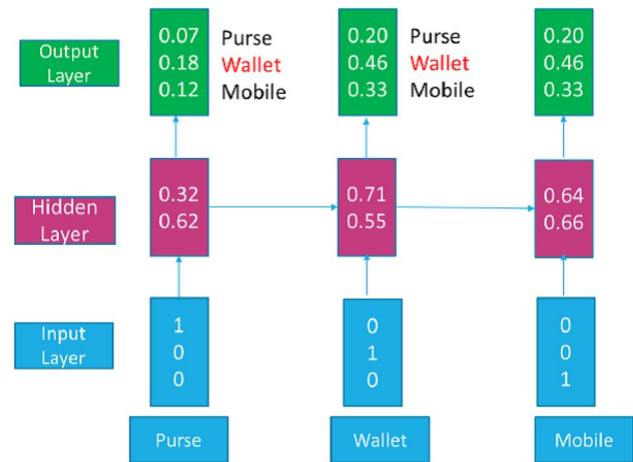 Output
Layer
0.07
0.18
0.12
Purse
Wallet
Mobile
0.20
0.46
0.33
Purse
Wallet
Mobile
0.20
0.46
0.33
Hidden
Layer
0.32
0.62
0.71
0.55
0.64
0.66
Input
Layer
1
0
0
0
1
0
0
0
1
Purse
Wallet
Mobile